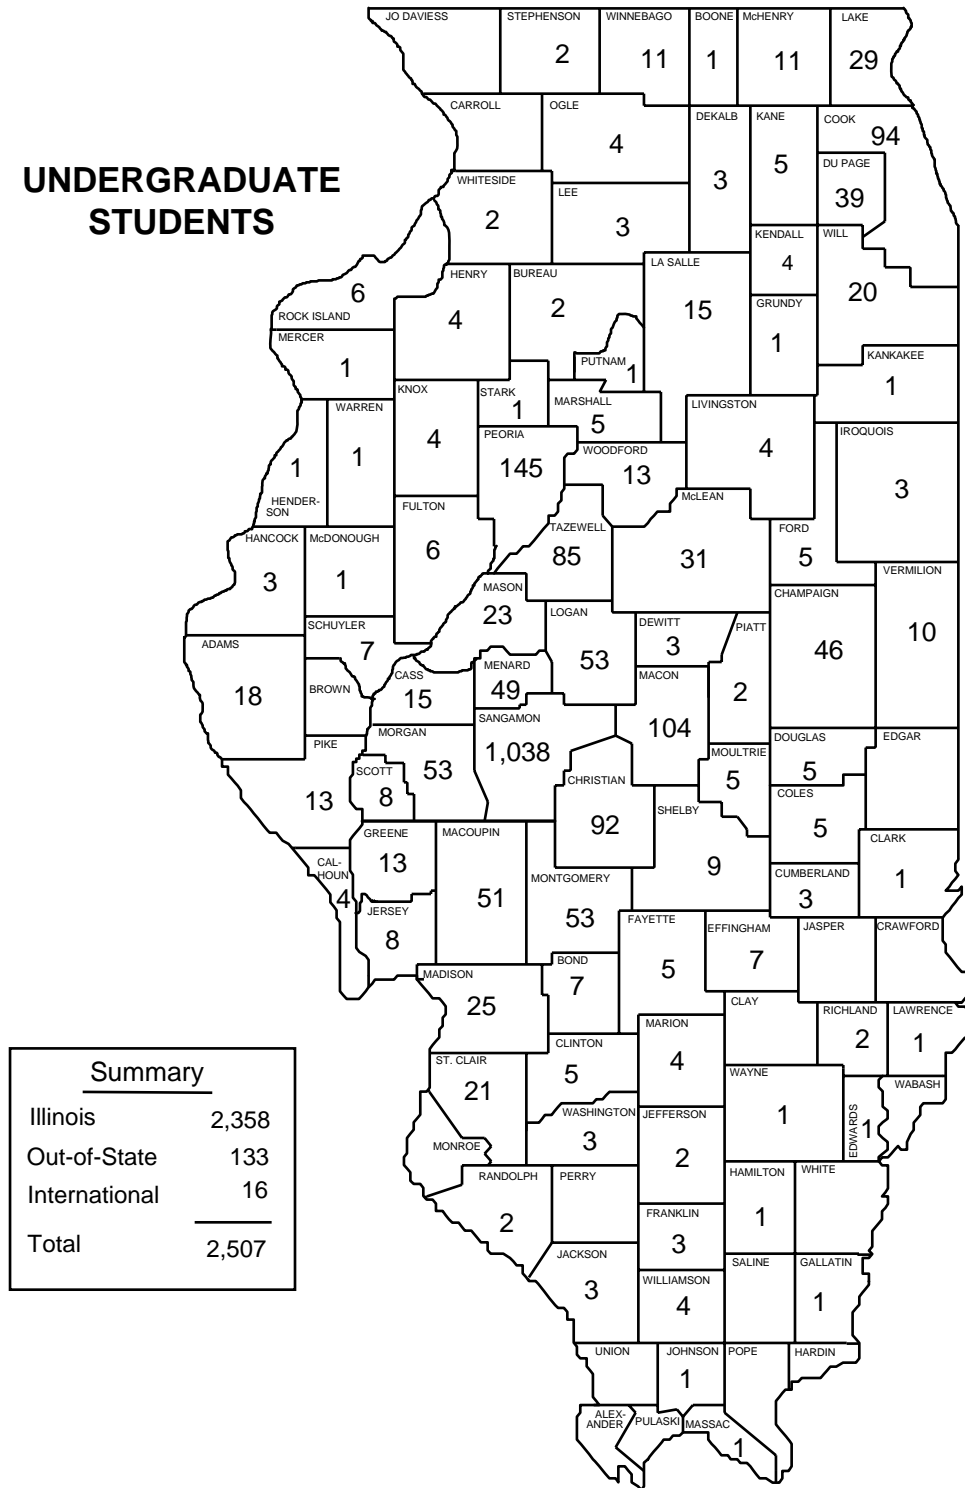 UNDERGRADUATE
STUDENTS
JO DAVIESS
STEPHENSON
2
WINNEBAGO
11
BOONE
1
McHENRY
11
LAKE
29
CARROLL
OGLE
4
DEKALB
3
KANE
5
COOK
94
DU PAGE
39
WHITESIDE
2
LEE
3
KENDALL
4
WILL
20
ROCK ISLAND
6
HENRY
4
BUREAU
2
LA SALLE
15
GRUNDY
1
MERCER
1
PUTNAM
1
KANKAKEE
1
KNOX
4
STARK
1
MARSHALL
5
LIVINGSTON
4
WARREN
1
HENDER-
SON
1
PEORIA
145
WOODFORD
13
IROQUOIS
3
FULTON
6
McLEAN
31
HANCOCK
3
McDONOUGH
1
TAZEWELL
85
FORD
5
VERMILION
10
MASON
23
CHAMPAIGN
46
SCHUYLER
7
LOGAN
53
DEWITT
3
PIATT
2
ADAMS
18
BROWN
CASS
15
MENARD
49
MACON
104
SANGAMON
1,038
PIKE
13
MORGAN
53
SCOTT
8
CHRISTIAN
92
MOULTRIE
5
DOUGLAS
5
EDGAR
COLES
5
SHELBY
9
GREENE
13
MACOUPIN
51
CLARK
1
CAL-
HOUN
4
MONTGOMERY
53
CUMBERLAND
3
JERSEY
8
FAYETTE
5
EFFINGHAM
7
JASPER
CRAWFORD
MADISON
25
BOND
7
CLAY
RICHLAND
2
LAWRENCE
1
MARION
4
CLINTON
5
ST. CLAIR
21
WAYNE
1
EDWARDS
1
WABASH
WASHINGTON
3
JEFFERSON
2
MONROE
RANDOLPH
2
PERRY
HAMILTON
1
WHITE
FRANKLIN
3
JACKSON
3
WILLIAMSON
4
SALINE
GALLATIN
1
UNION
JOHNSON
1
POPE
HARDIN
ALEX-
ANDER
PULASKI
MASSAC
1
Summary
Illinois 2,358
Out-of-State 133
International 16
Total 2,507